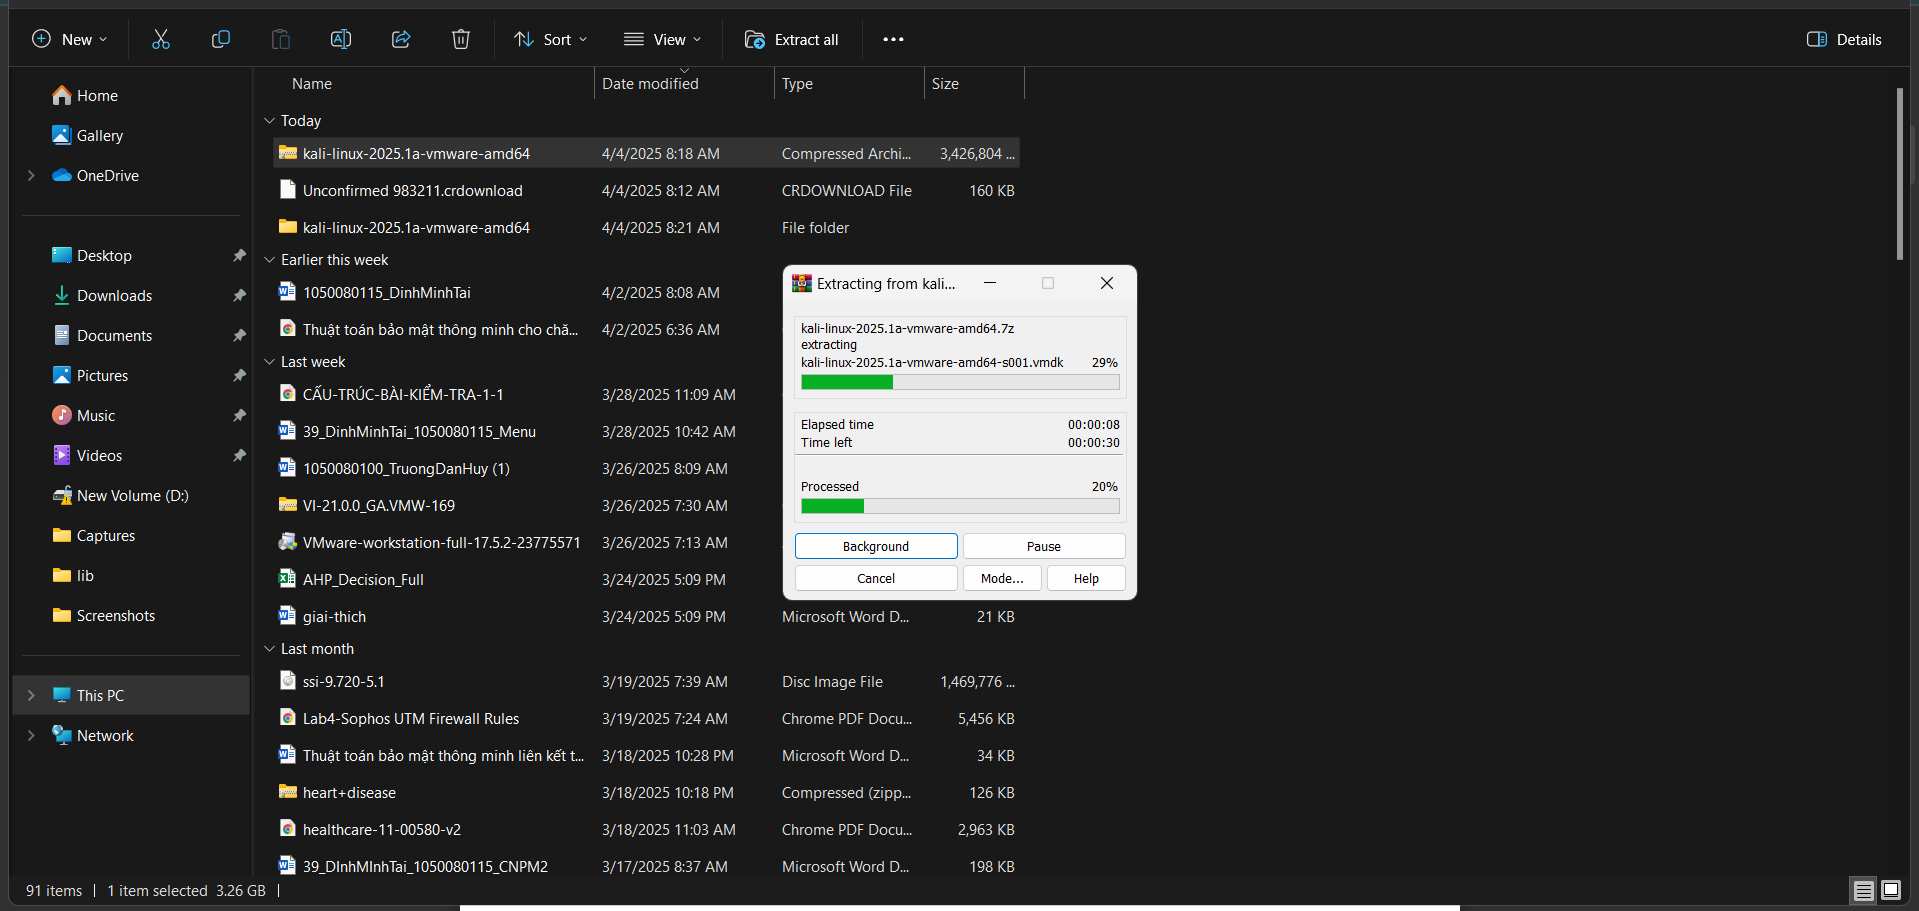 New
Sort
View
Extract all
Details
Home
Gallery
OneDrive
Desktop
Downloads
Documents
Pictures
Music
Videos
New Volume (D:)
Captures
lib
Screenshots
This PC
Network
Name Date modified Type Size
Today
kali-linux-2025.1a-vmware-amd64 4/4/2025 8:18 AM Compressed Archi... 3,426,804 ...
Unconfirmed 983211.crdownload 4/4/2025 8:12 AM CRDOWNLOAD File 160 KB
kali-linux-2025.1a-vmware-amd64 4/4/2025 8:21 AM File folder
Earlier this week
1050080115_DinhMinhTai 4/2/2025 8:08 AM
Thuật toán bảo mật thông minh cho chă... 4/2/2025 6:36 AM
Last week
CẤU-TRÚC-BÀI-KIỂM-TRA-1-1 3/28/2025 11:09 AM
39_DinhMinhTai_1050080115_Menu 3/28/2025 10:42 AM
1050080100_TruongDanHuy (1) 3/26/2025 8:09 AM
VI-21.0.0_GA.VMW-169 3/26/2025 7:30 AM
VMware-workstation-full-17.5.2-23775571 3/26/2025 7:13 AM
AHP_Decision_Full 3/24/2025 5:09 PM
giai-thich 3/24/2025 5:09 PM Microsoft Word D... 21 KB
Last month
ssi-9.720-5.1 3/19/2025 7:39 AM Disc Image File 1,469,776 ...
Lab4-Sophos UTM Firewall Rules 3/19/2025 7:24 AM Chrome PDF Docu... 5,456 KB
Thuật toán bảo mật thông minh liên kết t... 3/18/2025 10:28 PM Microsoft Word D... 34 KB
heart+disease 3/18/2025 10:18 PM Compressed (zipp... 126 KB
healthcare-11-00580-v2 3/18/2025 11:03 AM Chrome PDF Docu... 2,963 KB
39_DInhMInhTai_1050080115_CNPM2 3/17/2025 8:37 AM Microsoft Word D... 198 KB
Extracting from kali...
kali-linux-2025.1a-vmware-amd64.7z
extracting
kali-linux-2025.1a-vmware-amd64-s001.vmdk 29%
Elapsed time 00:00:08
Time left 00:00:30
Processed 20%
Background
Pause
Cancel
Mode...
Help
91 items
1 item selected 3.26 GB